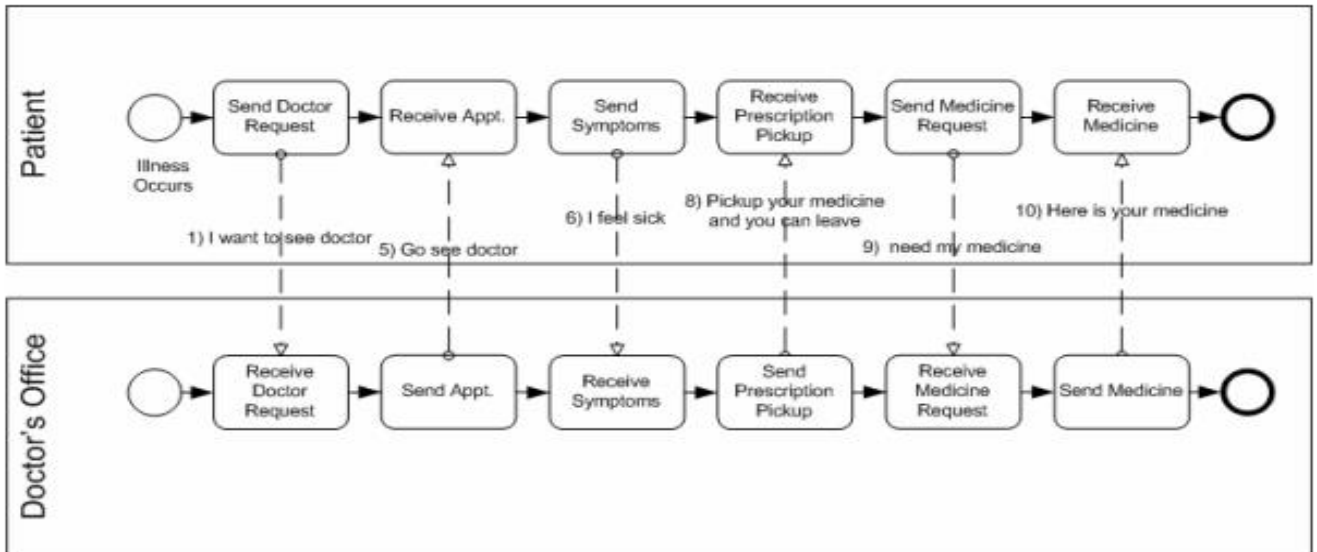 Patient
Send Doctor
Request
Receive Appt.
Send
Symptoms
Receive
Prescription
Pickup
Send Medicine
Request
Receive
Medicine
Illness
Occurs
1) I want to see doctor
5) Go see doctor
6) I feel sick
8) Pickup your medicine
and you can leave
9) need my medicine
10) Here is your medicine
Doctor's Office
Receive
Doctor
Request
Send Appt.
Receive
Symptoms
Send
Prescription
Pickup
Receive
Medicine
Request
Send Medicine